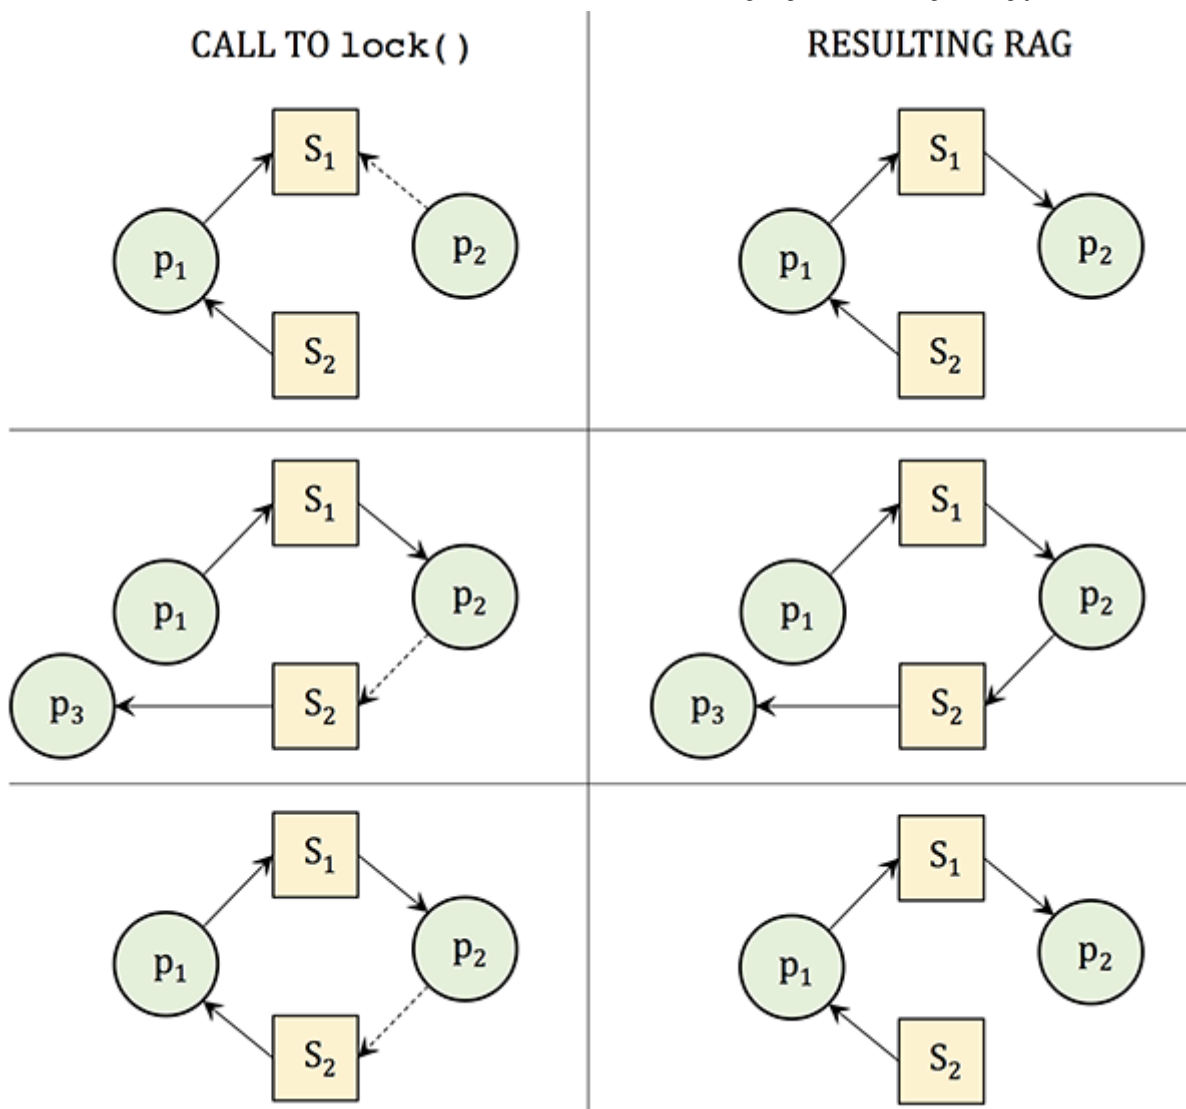 CALL TO lock()
RESULTING RAG
S₁
p₁
p₂
S₂
S₁
p₁
p₂
S₂
S₁
p₁
p₂
p₃
S₂
S₁
p₁
p₂
p₃
S₂
S₁
p₁
p₂
S₂
S₁
p₁
p₂
S₂